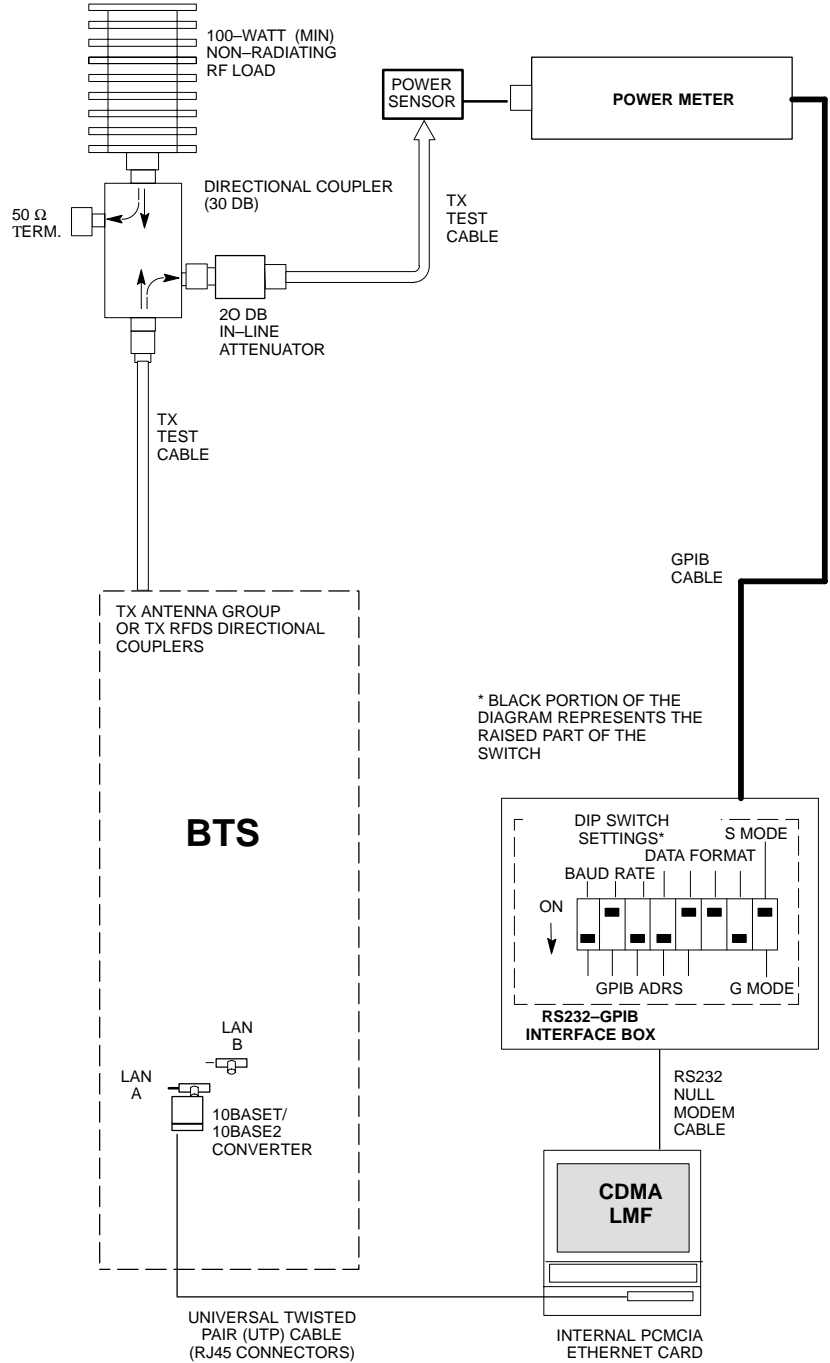 100–WATT (MIN)
NON–RADIATING
RF LOAD
POWER
SENSOR
POWER METER
DIRECTIONAL COUPLER
(30 DB)
50 Ω
TERM.
TX
TEST
CABLE
2O DB
IN–LINE
ATTENUATOR
TX
TEST
CABLE
GPIB
CABLE
TX ANTENNA GROUP
OR TX RFDS DIRECTIONAL
COUPLERS
* BLACK PORTION OF THE
DIAGRAM REPRESENTS THE
RAISED PART OF THE
SWITCH
BTS
DIP SWITCH
SETTINGS*
S MODE
DATA FORMAT
BAUD RATE
ON
GPIB ADRS
G MODE
RS232–GPIB
INTERFACE BOX
LAN
B
LAN
A
10BASET/
10BASE2
CONVERTER
RS232
NULL
MODEM
CABLE
CDMA
LMF
UNIVERSAL TWISTED
PAIR (UTP) CABLE
(RJ45 CONNECTORS)
INTERNAL PCMCIA
ETHERNET CARD